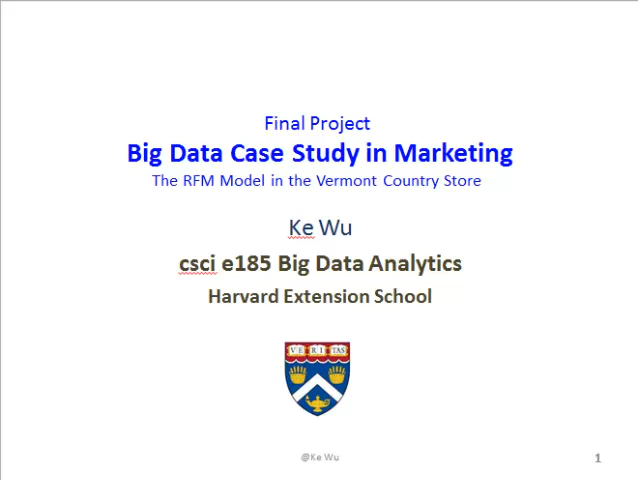 Final Project
Big Data Case Study in Marketing
The RFM Model in the Vermont Country Store
Ke Wu
csci e185 Big Data Analytics
Harvard Extension School
VE RI TAS
@Ke Wu
1